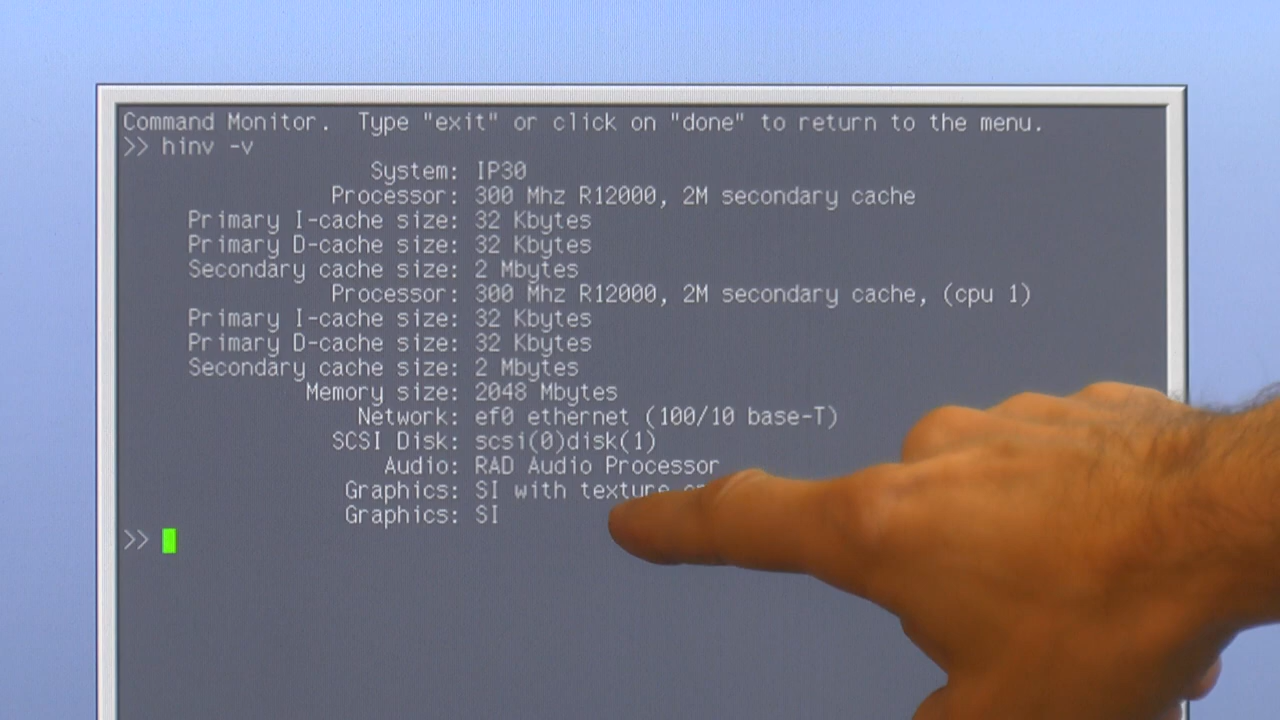 Command Monitor.  Type "exit" or click on "done" to return to the menu.
>> hinv -v
System: IP30
Processor: 300 Mhz R12000, 2M secondary cache
Primary I-cache size: 32 Kbytes
Primary D-cache size: 32 Kbytes
Secondary cache size: 2 Mbytes
Processor: 300 Mhz R12000, 2M secondary cache, (cpu 1)
Primary I-cache size: 32 Kbytes
Primary D-cache size: 32 Kbytes
Secondary cache size: 2 Mbytes
Memory size: 2048 Mbytes
Network: ef0 ethernet (100/10 base-T)
SCSI Disk: scsi(0)disk(1)
Audio: RAD Audio Processor
Graphics: SI with texture
Graphics: SI
>>